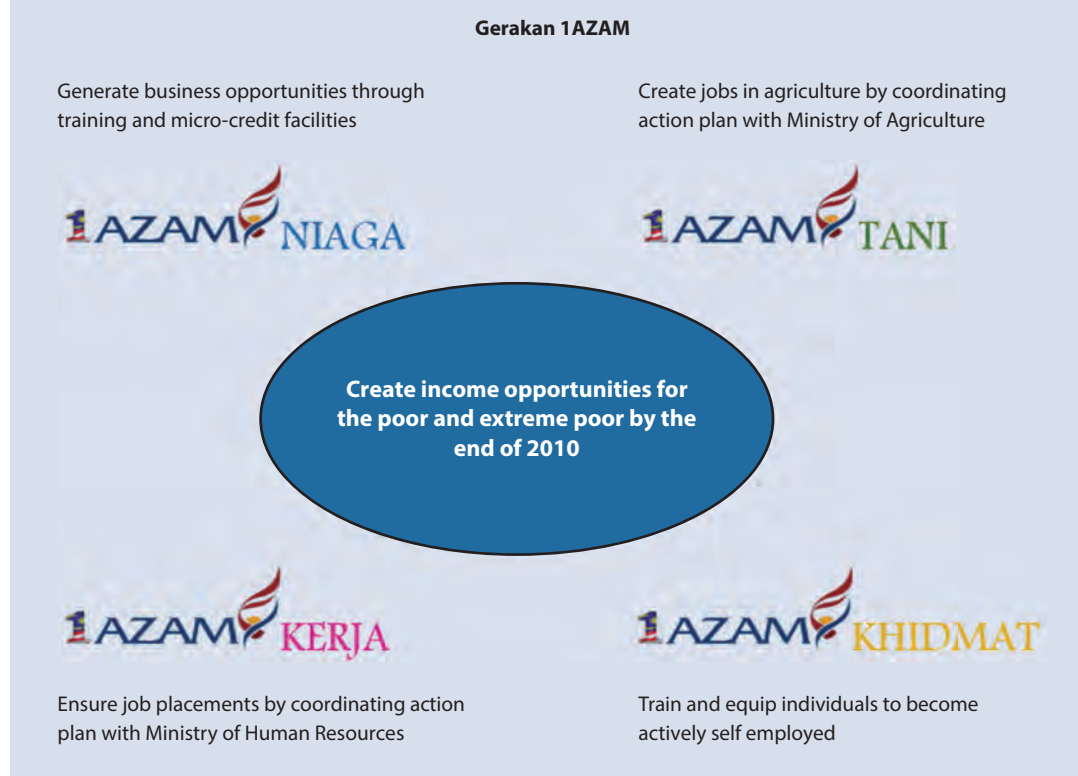 Gerakan 1AZAM
Generate business opportunities through
training and micro-credit facilities
Create jobs in agriculture by coordinating
action plan with Ministry of Agriculture
1AZAM NIAGA
1AZAM TANI
Create income opportunities for
the poor and extreme poor by the
end of 2010
1AZAM KERJA
1AZAM KHIDMAT
Ensure job placements by coordinating action
plan with Ministry of Human Resources
Train and equip individuals to become
actively self employed